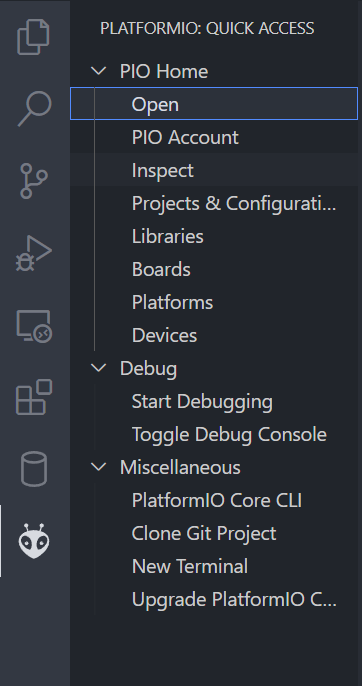 PLATFORMIO: QUICK ACCESS
PIO Home
Open
PIO Account
Inspect
Projects & Configurati...
Libraries
Boards
Platforms
Devices
Debug
Start Debugging
Toggle Debug Console
Miscellaneous
PlatformIO Core CLI
Clone Git Project
New Terminal
Upgrade PlatformIO C...